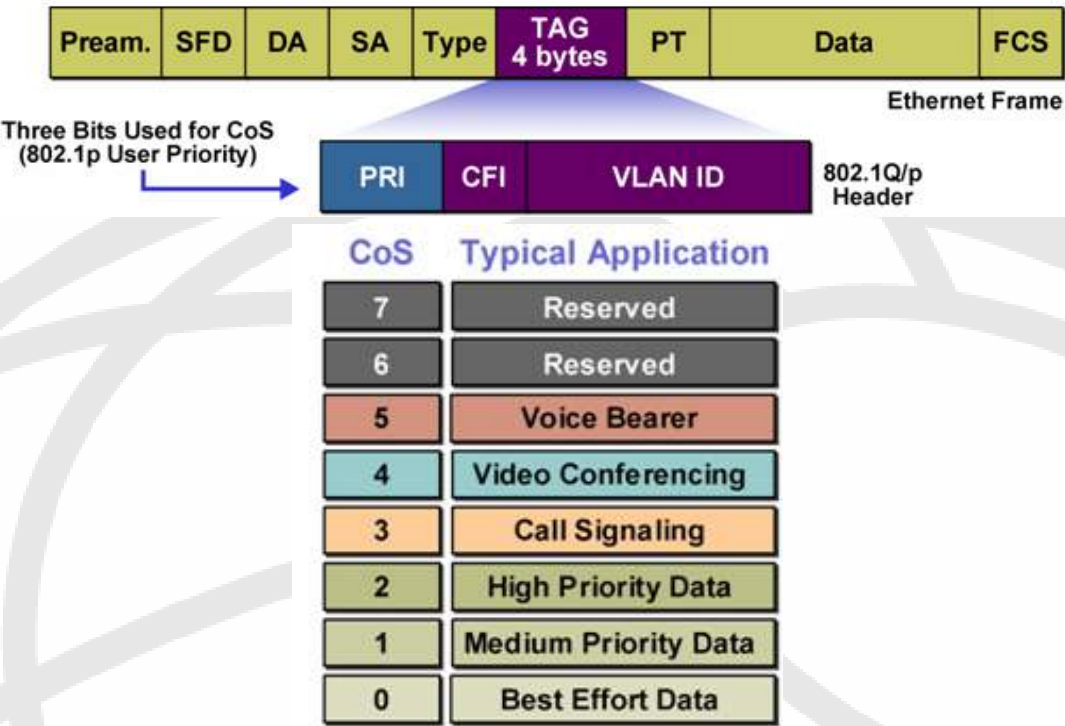 Pream. SFD DA SA Type TAG 4 bytes PT Data FCS
Ethernet Frame
Three Bits Used for CoS
(802.1p User Priority)
PRI CFI VLAN ID
802.1Q/p
Header
CoS Typical Application
7 Reserved
6 Reserved
5 Voice Bearer
4 Video Conferencing
3 Call Signaling
2 High Priority Data
1 Medium Priority Data
0 Best Effort Data